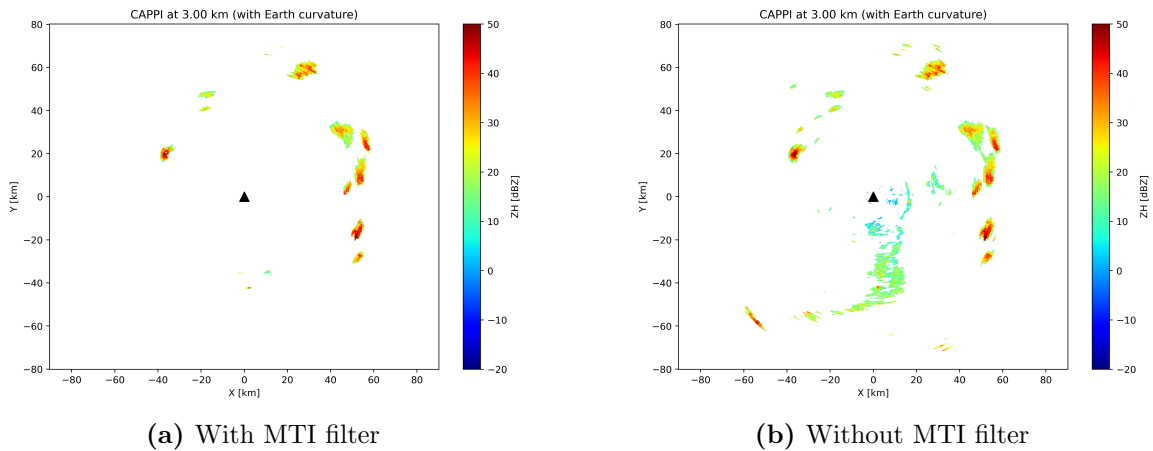 CAPPI at 3.00 km (with Earth curvature)
80
60
40
20
0
−20
−40
−60
−80
Y [km]
−80 −60 −40 −20 0 20 40 60 80
X [km]
50
40
30
20
10
0
−10
−20
ZH [dBZ]
(a) With MTI filter
CAPPI at 3.00 km (with Earth curvature)
80
60
40
20
0
−20
−40
−60
−80
Y [km]
−80 −60 −40 −20 0 20 40 60 80
X [km]
50
40
30
20
10
0
−10
−20
ZH [dBZ]
(b) Without MTI filter